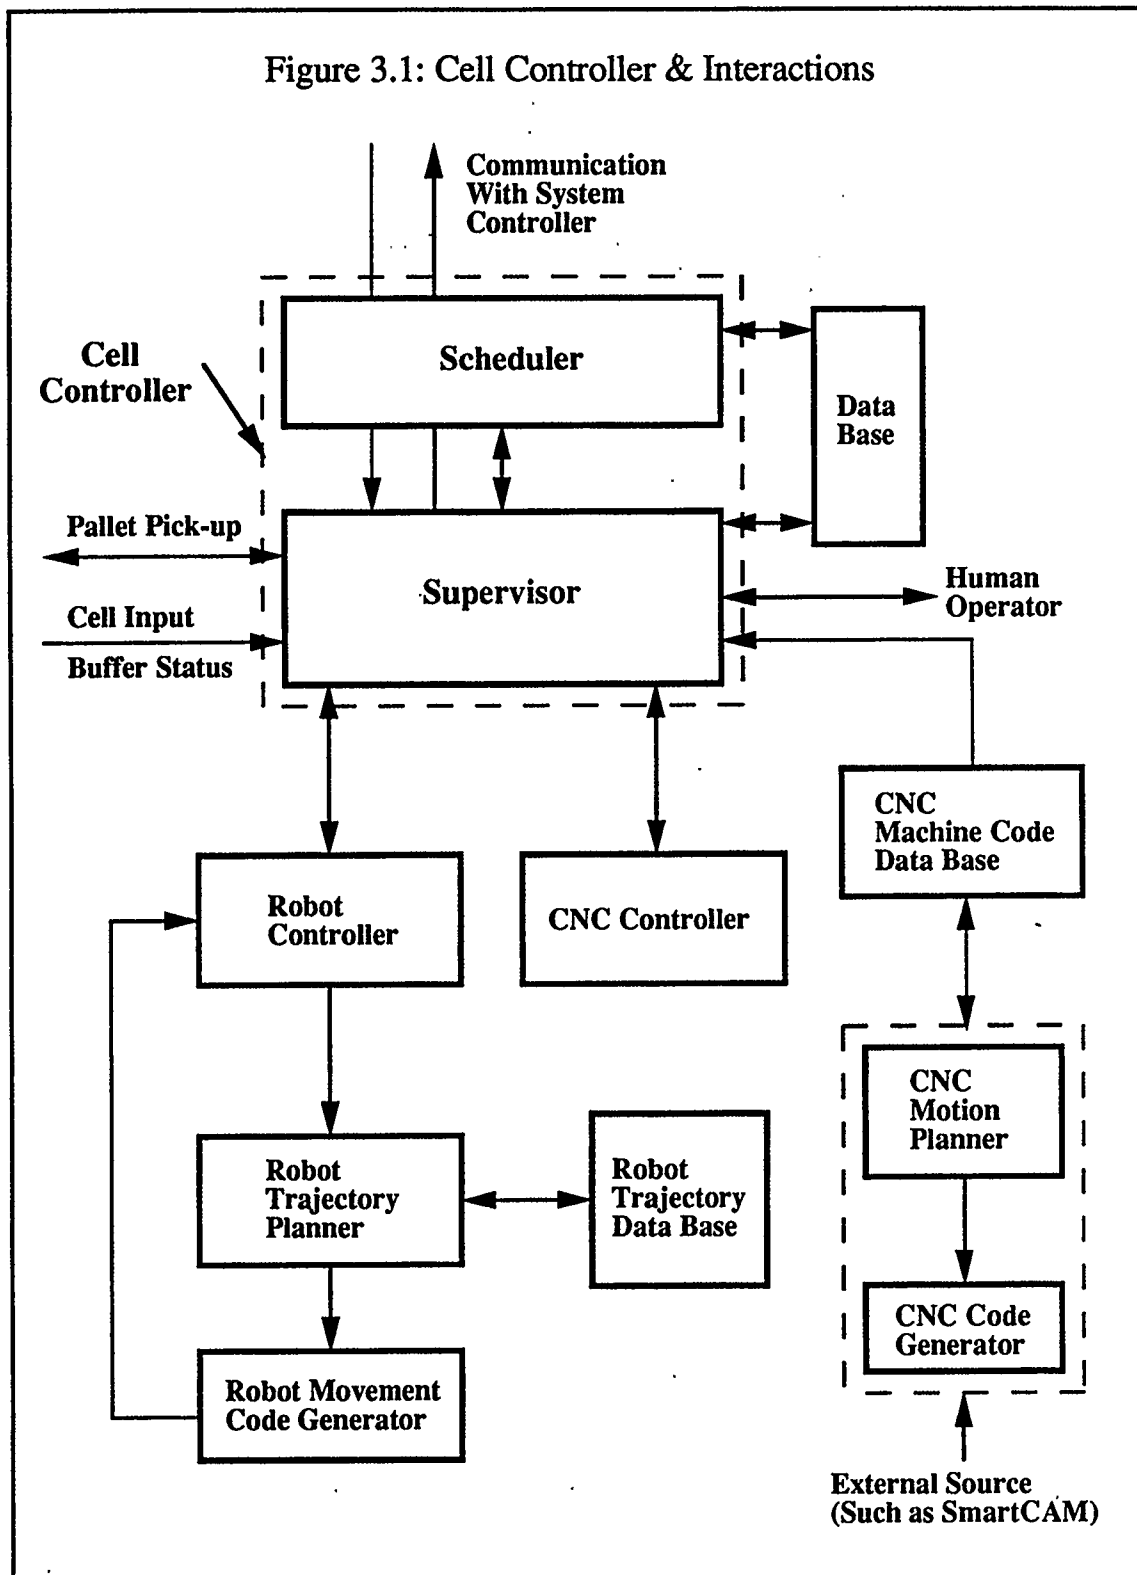 Figure 3.1: Cell Controller & Interactions
Communication
With System
Controller
Scheduler
Cell
Controller
Data
Base
Pallet Pick-up
Supervisor
Human
Operator
Cell Input
Buffer Status
CNC
Machine Code
Data Base
Robot
Controller
CNC Controller
CNC
Motion
Planner
Robot
Trajectory
Planner
Robot
Trajectory
Data Base
CNC Code
Generator
Robot Movement
Code Generator
External Source
(Such as SmartCAM)